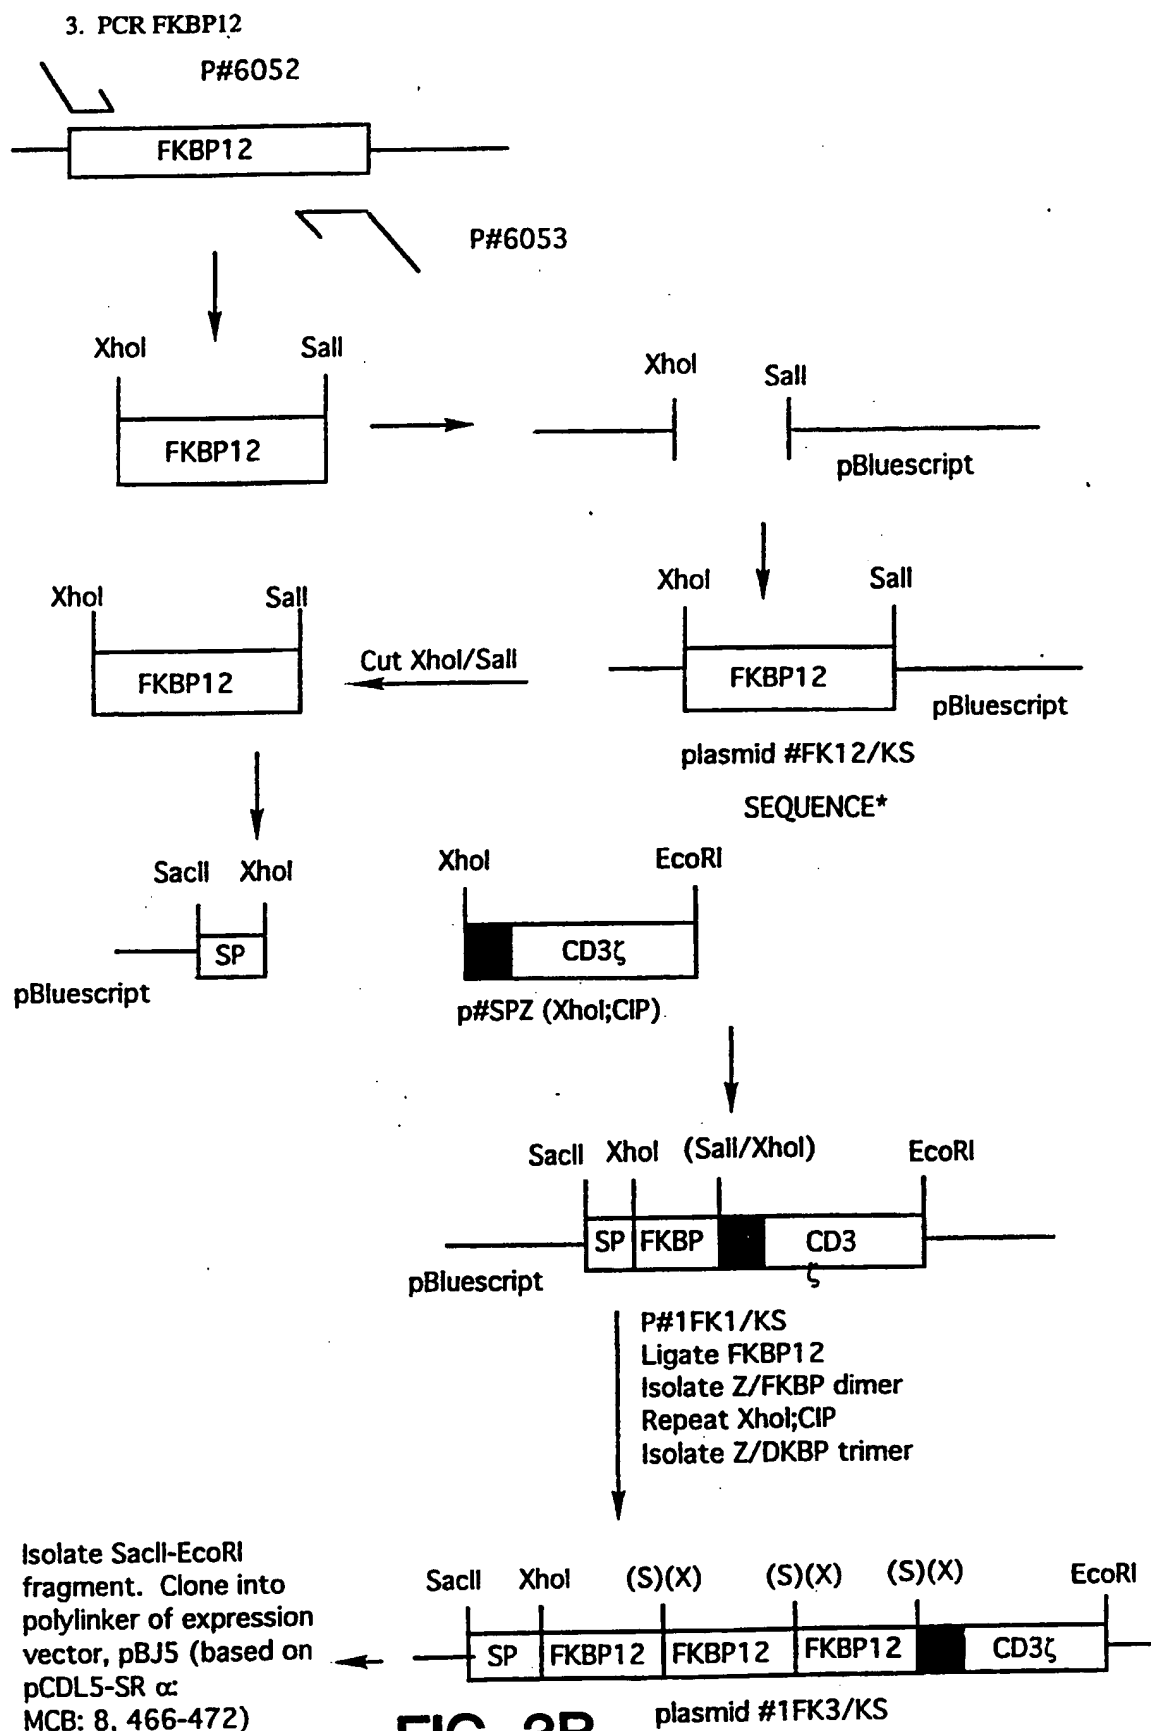 3. PCR FKBP12
P#6052
FKBP12
P#6053
XhoI SalI
FKBP12
XhoI SalI
pBluescript
XhoI SalI
FKBP12
Cut XhoI/SalI
XhoI SalI
FKBP12
pBluescript
plasmid #FK12/KS
SEQUENCE*
SacII XhoI
SP
pBluescript
XhoI EcoRI
CD3ζ
p#SPZ (XhoI;CIP)
SacII XhoI (SalI/XhoI) EcoRI
SP FKBP CD3
ζ
pBluescript
P#1FK1/KS
Ligate FKBP12
Isolate Z/FKBP dimer
Repeat XhoI;CIP
Isolate Z/DKBP trimer
Isolate SacII-EcoRI
fragment. Clone into
polylinker of expression
vector, pBJ5 (based on
pCDL5-SR α:
MCB: 8, 466-472)
SacII XhoI (S)(X) (S)(X) (S)(X) EcoRI
SP FKBP12 FKBP12 FKBP12 CD3ζ
plasmid #1FK3/KS